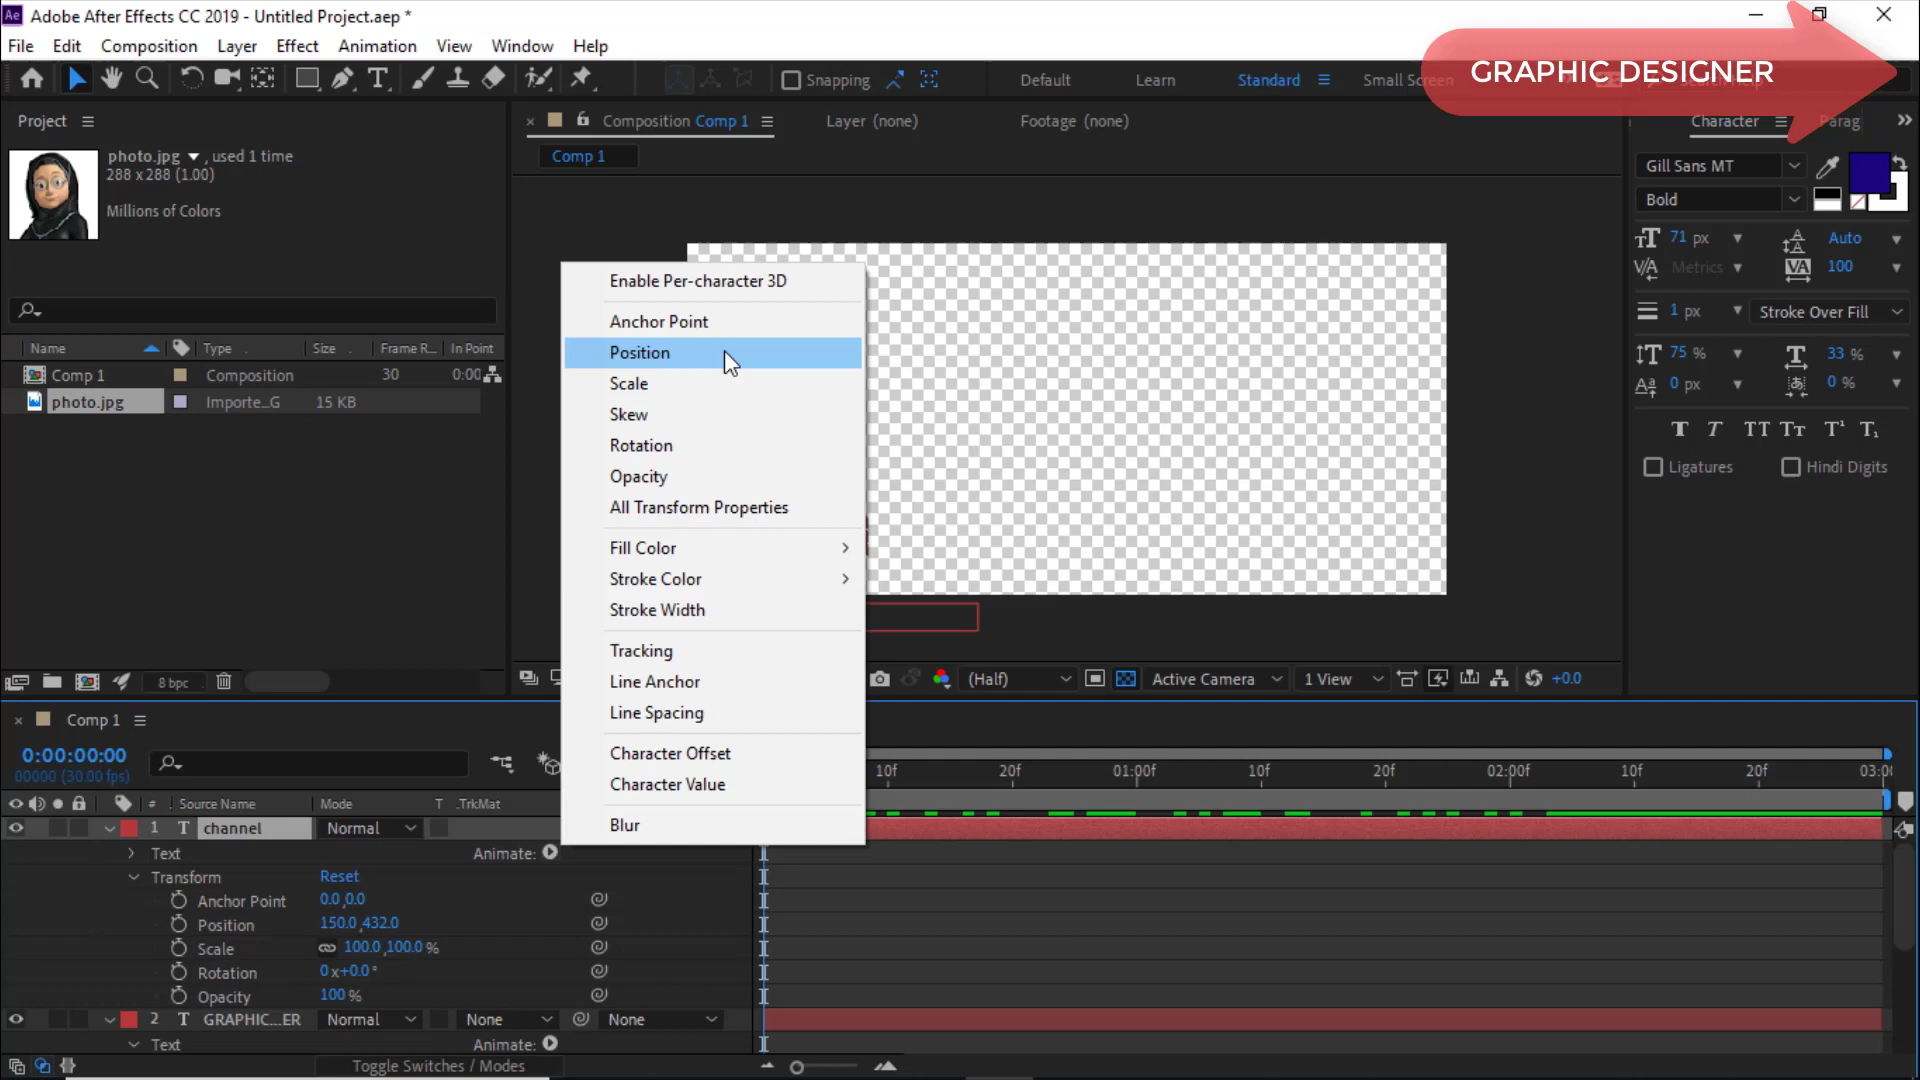 Ae Adobe After Effects CC 2019 - Untitled Project.aep *
File Edit Composition Layer Effect Animation View Window Help
Snapping Default Learn Standard Small Screen
GRAPHIC DESIGNER
Project
Composition Comp 1
Layer (none)
Footage (none)
Character
Parag
photo.jpg , used 1 time
288 x 288 (1.00)
Millions of Colors
Comp 1
Gill Sans MT
Bold
71 px
Auto
Metrics
100
1 px
Stroke Over Fill
75 %
33 %
0 px
0 %
Ligatures
Hindi Digits
Name Type Size Frame R... In Point
Comp 1 Composition 30 0:00
photo.jpg Importe...G 15 KB
Enable Per-character 3D
Anchor Point
Position
Scale
Skew
Rotation
Opacity
All Transform Properties
Fill Color
Stroke Color
Stroke Width
Tracking
Line Anchor
Line Spacing
Character Offset
Character Value
Blur
8 bpc
(Half)
Active Camera
1 View
+0.0
Comp 1
0:00:00:00
00000 (30.00 fps)
10f 20f 01:00f 10f 20f 02:00f 10f 20f 03:00
# Source Name Mode T .TrkMat
1 T channel Normal
Text Animate:
Transform Reset
Anchor Point 0.0,0.0
Position 150.0,432.0
Scale 100.0,100.0 %
Rotation 0x+0.0°
Opacity 100 %
2 T GRAPHIC...ER Normal None None
Text Animate:
Toggle Switches / Modes